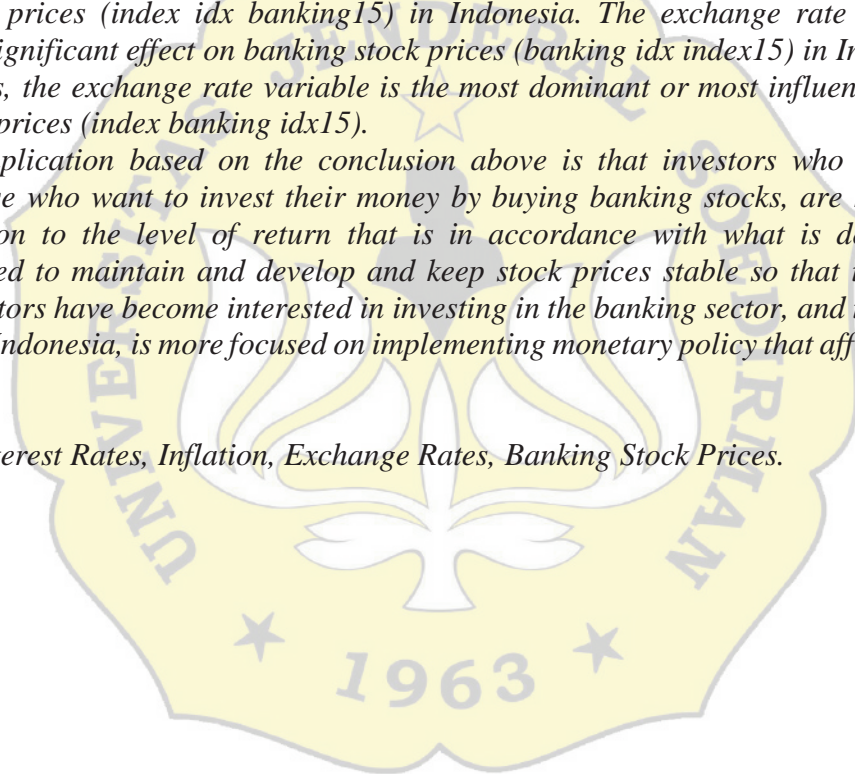 prices (index idx banking15) in Indonesia. The exchange rate
significant effect on banking stock prices (banking idx index15) in In
s, the exchange rate variable is the most dominant or most influen
prices (index banking idx15).
plication based on the conclusion above is that investors who
e who want to invest their money by buying banking stocks, are
on to the level of return that is in accordance with what is de
ed to maintain and develop and keep stock prices stable so that
tors have become interested in investing in the banking sector, and
Indonesia, is more focused on implementing monetary policy that aff
erest Rates, Inflation, Exchange Rates, Banking Stock Prices.
UNIVERSITAS JENDERAL SOEDIRMAN
1963